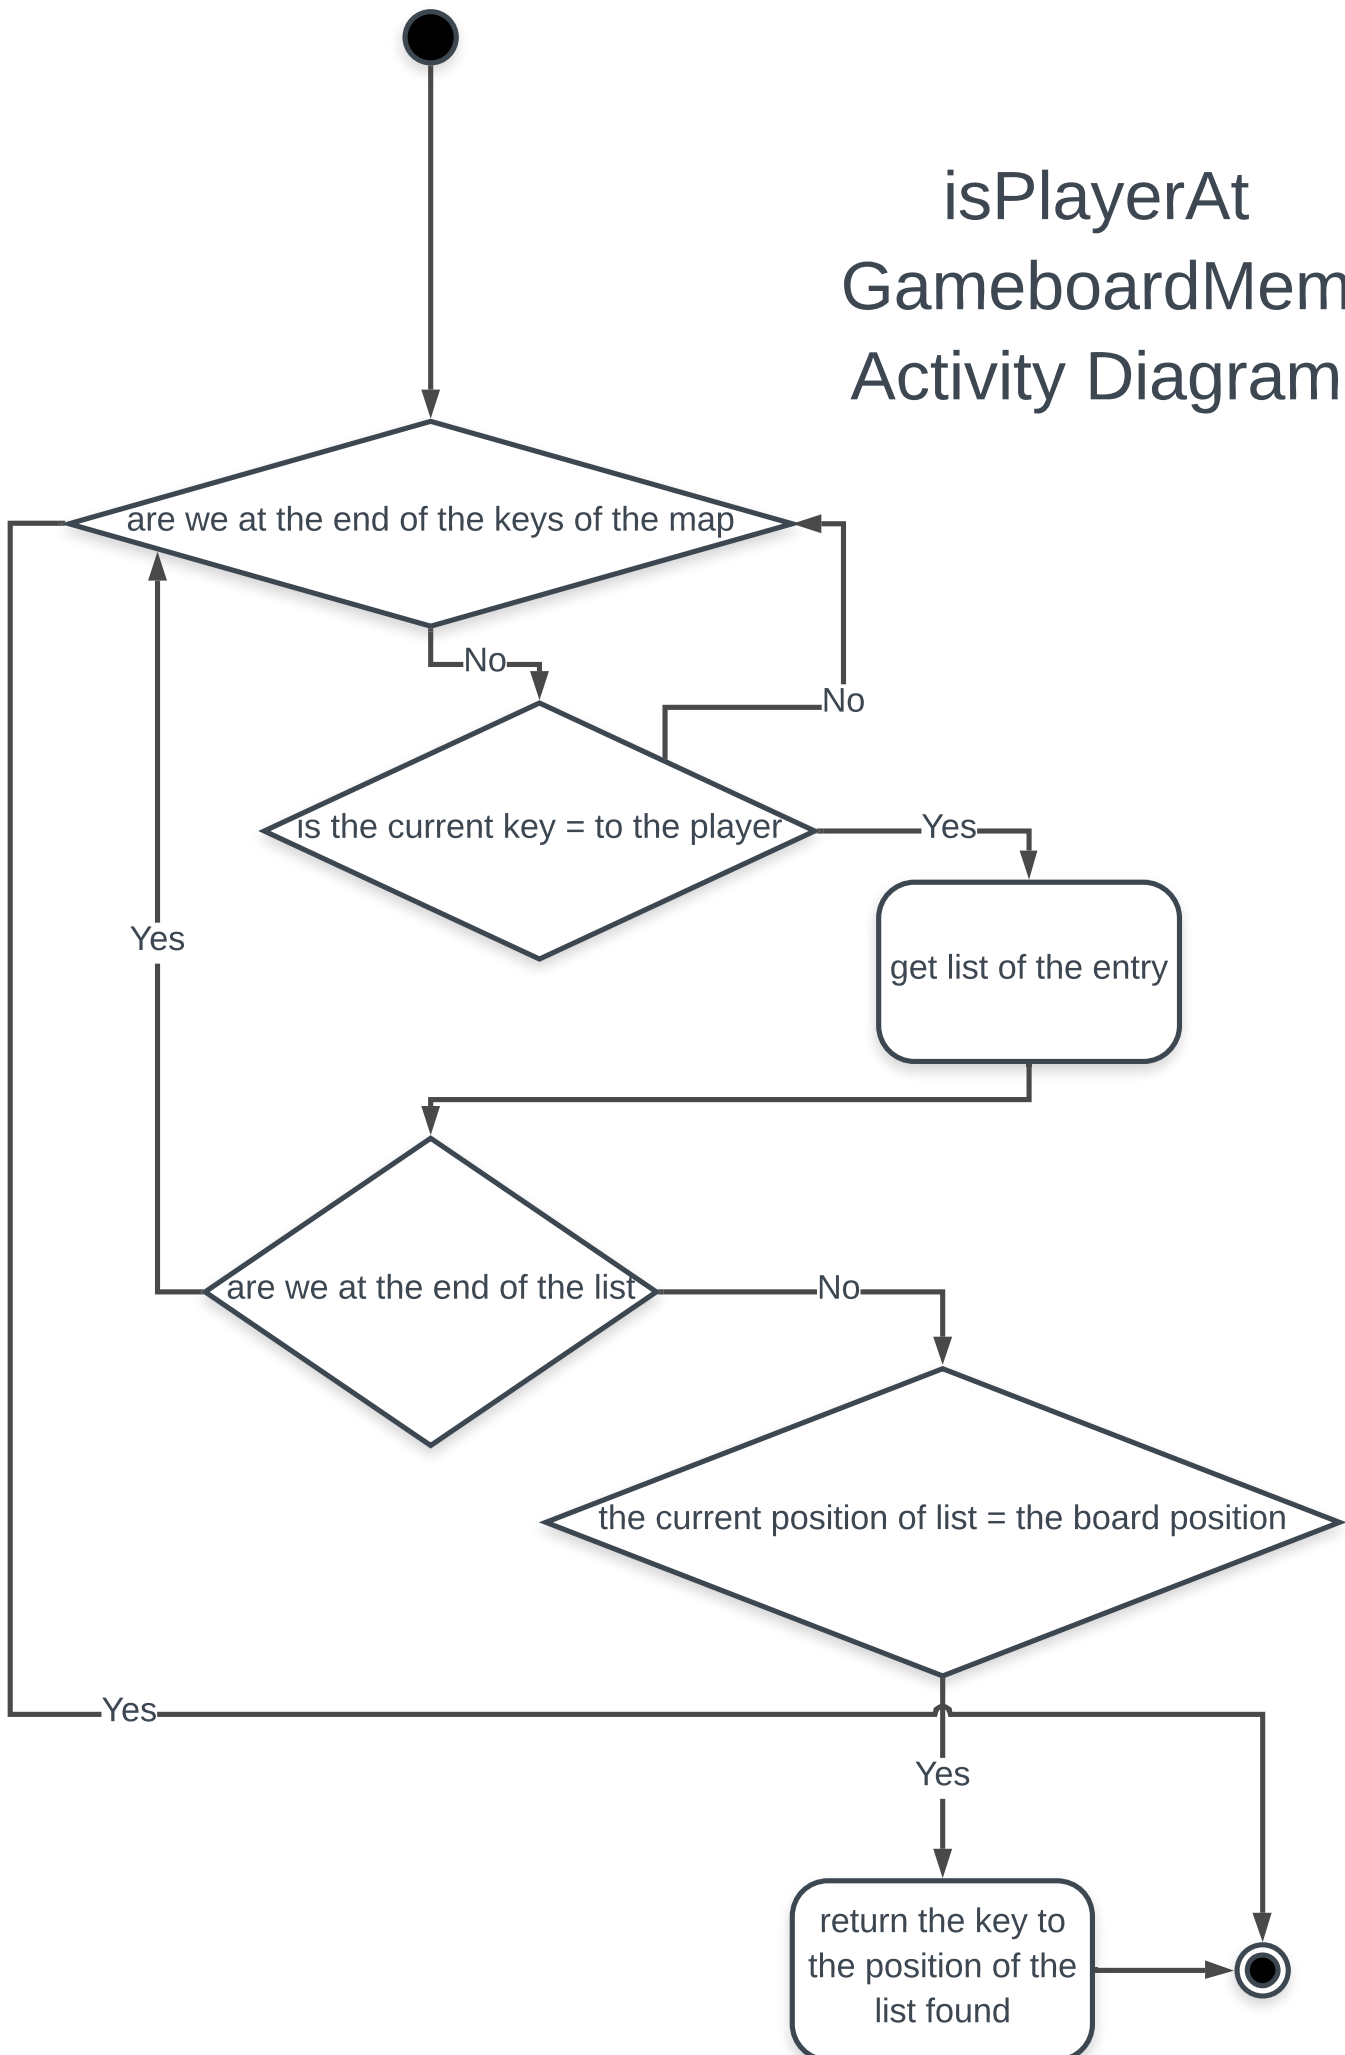 isPlayerAt
GameboardMem
Activity Diagram
are we at the end of the keys of the map
No
No
is the current key = to the player
Yes
Yes
get list of the entry
are we at the end of the list
No
the current position of list = the board position
Yes
Yes
return the key to
the position of the
list found